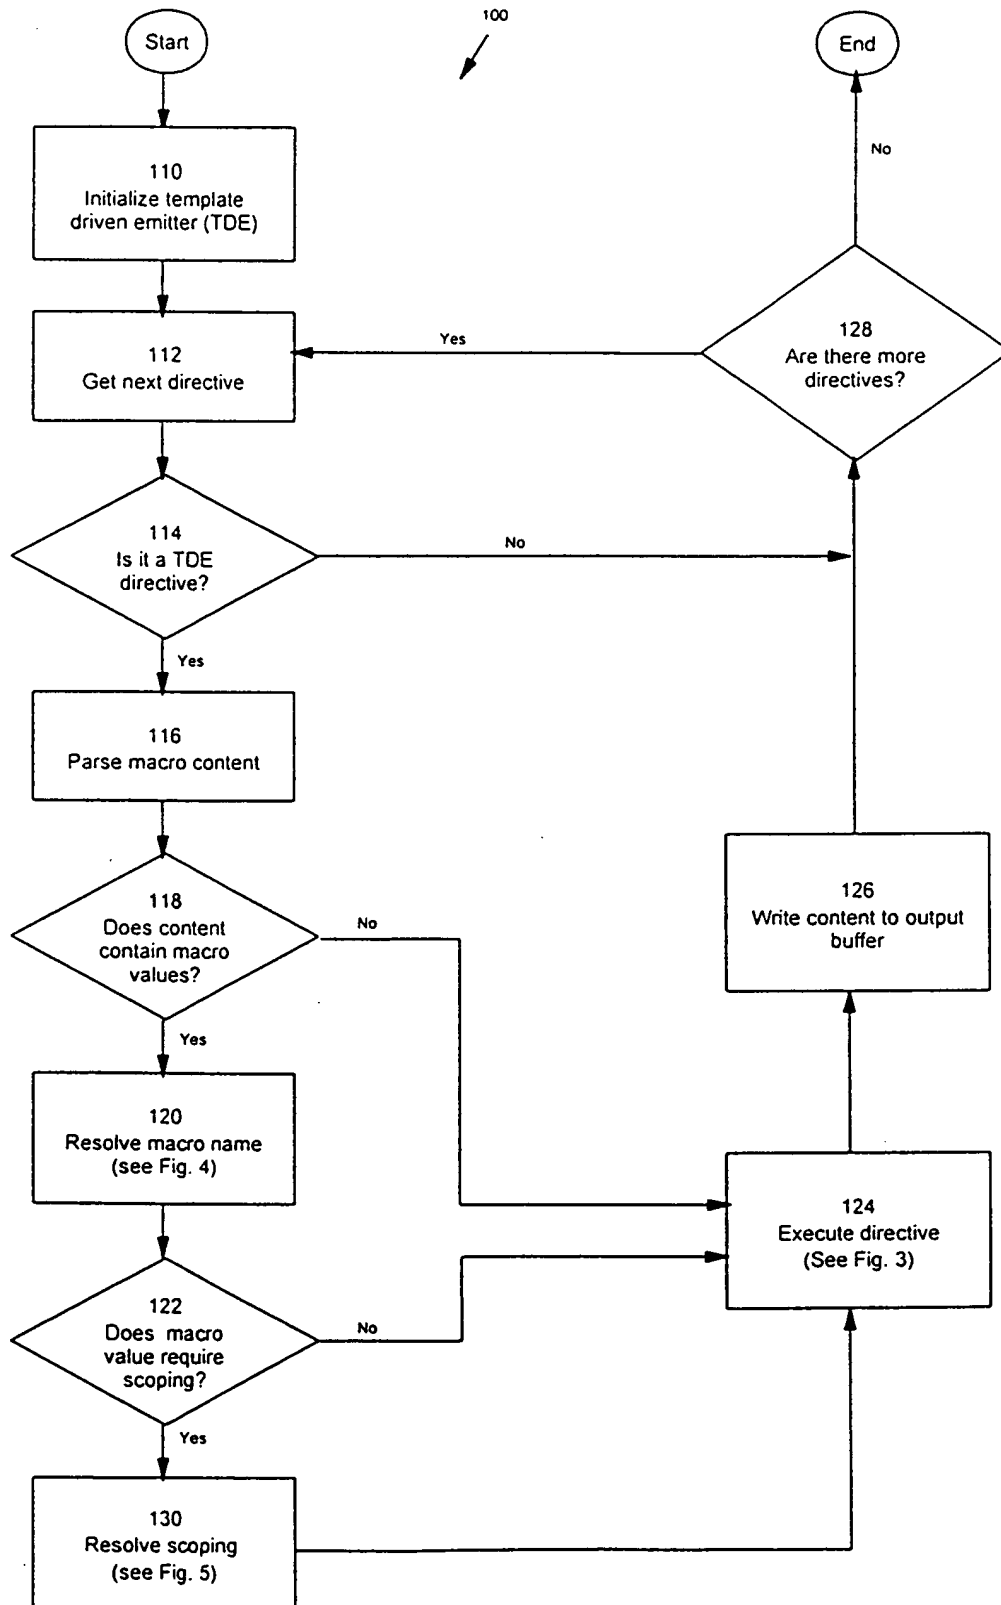 100
Start
End
No
110
Initialize template
driven emitter (TDE)
112
Get next directive
Yes
128
Are there more
directives?
114
Is it a TDE
directive?
No
Yes
116
Parse macro content
118
Does content
contain macro
values?
No
Yes
126
Write content to output
buffer
120
Resolve macro name
(see Fig. 4)
124
Execute directive
(See Fig. 3)
122
Does macro
value require
scoping?
No
Yes
130
Resolve scoping
(see Fig. 5)